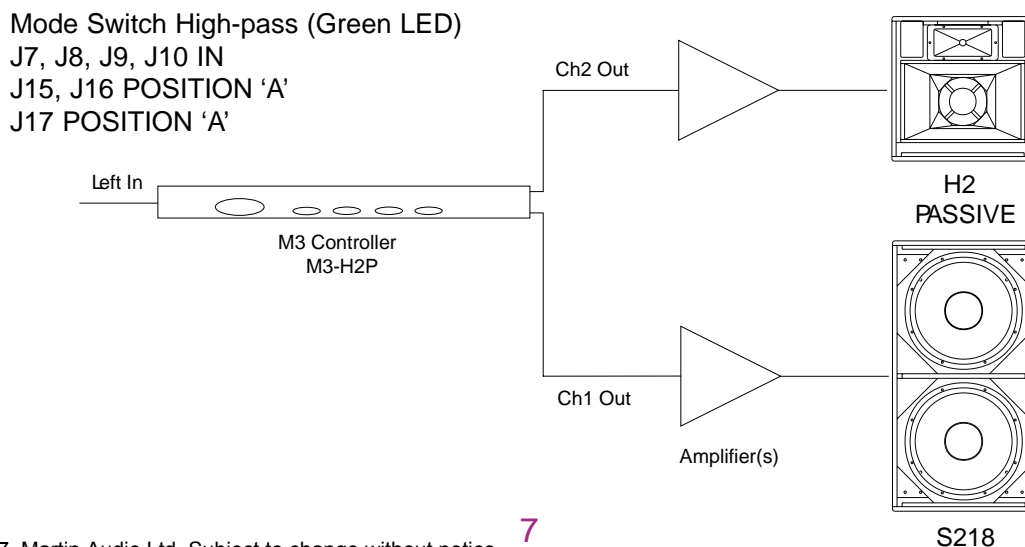 Mode Switch High-pass (Green LED)
J7, J8, J9, J10 IN
J15, J16 POSITION ‘A’
J17 POSITION ‘A’
Ch2 Out
Left In
H2
PASSIVE
M3 Controller
M3-H2P
Ch1 Out
Amplifier(s)
S218
7
7 Martin Audio Ltd. Subject to change without notice